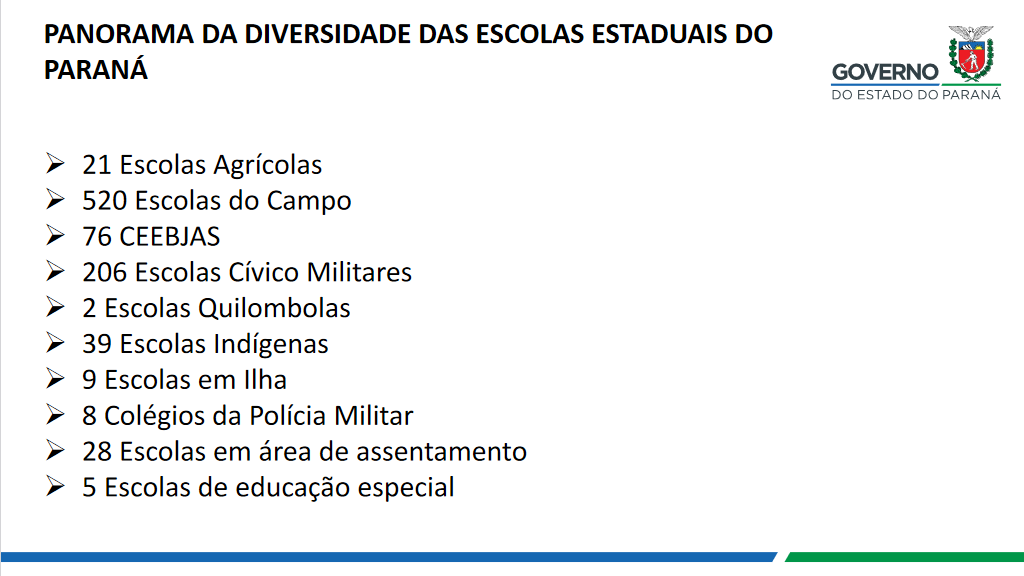 PANORAMA DA DIVERSIDADE DAS ESCOLAS ESTADUAIS DO
PARANÁ
GOVERNO
DO ESTADO DO PARANÁ
21 Escolas Agrícolas
520 Escolas do Campo
76 CEEBJAS
206 Escolas Cívico Militares
2 Escolas Quilombolas
39 Escolas Indígenas
9 Escolas em Ilha
8 Colégios da Polícia Militar
28 Escolas em área de assentamento
5 Escolas de educação especial